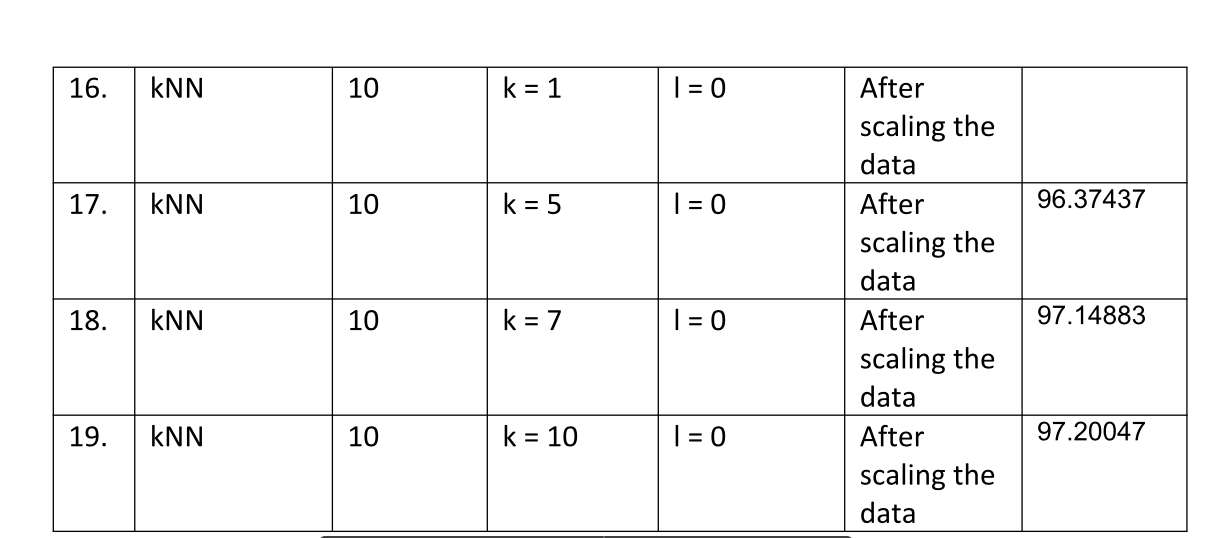 16. kNN 10 k = 1 l = 0 After
scaling the
data
17. kNN 10 k = 5 l = 0 After 96.37437
scaling the
data
18. kNN 10 k = 7 l = 0 After 97.14883
scaling the
data
19. kNN 10 k = 10 l = 0 After 97.20047
scaling the
data